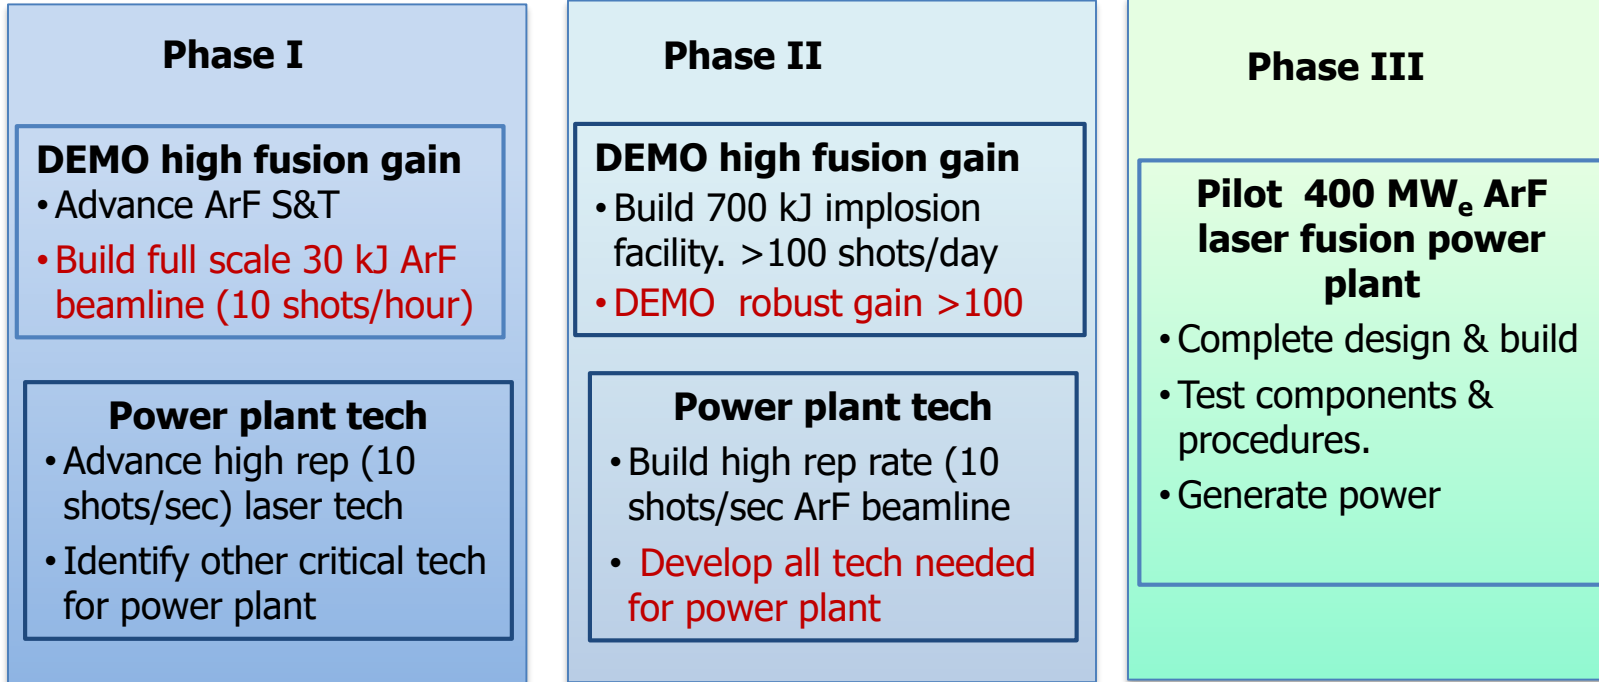 Phase I
DEMO high fusion gain
• Advance ArF S&T
• Build full scale 30 kJ ArF
beamline (10 shots/hour)
Power plant tech
• Advance high rep (10
shots/sec) laser tech
• Identify other critical tech
for power plant
Phase II
DEMO high fusion gain
• Build 700 kJ implosion
facility. >100 shots/day
• DEMO robust gain >100
Power plant tech
• Build high rep rate (10
shots/sec ArF beamline
• Develop all tech needed
for power plant
Phase III
Pilot 400 MWe ArF
laser fusion power
plant
• Complete design & build
• Test components &
procedures.
• Generate power